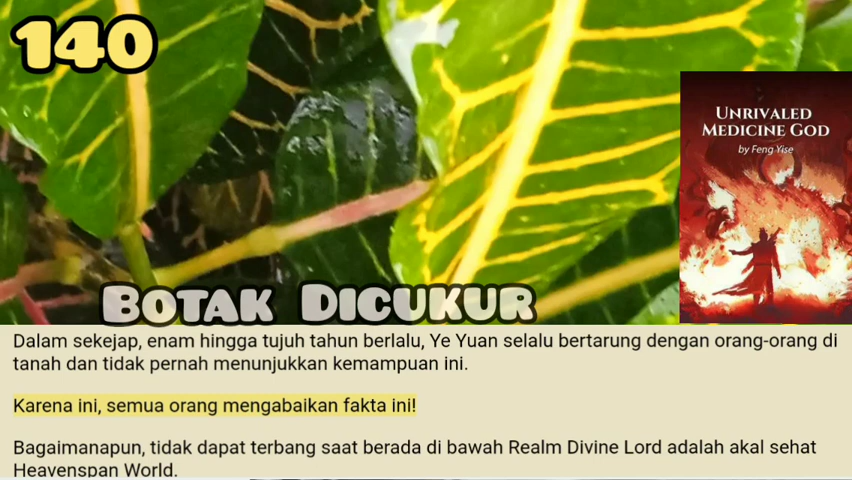 140
UNRIVALED
MEDICINE GOD
by Feng Yise
BOTAK DICUKUR
Dalam sekejap, enam hingga tujuh tahun berlalu, Ye Yuan selalu bertarung dengan orang-orang di
tanah dan tidak pernah menunjukkan kemampuan ini.
Karena ini, semua orang mengabaikan fakta ini!
Bagaimanapun, tidak dapat terbang saat berada di bawah Realm Divine Lord adalah akal sehat
Heavenspan World.